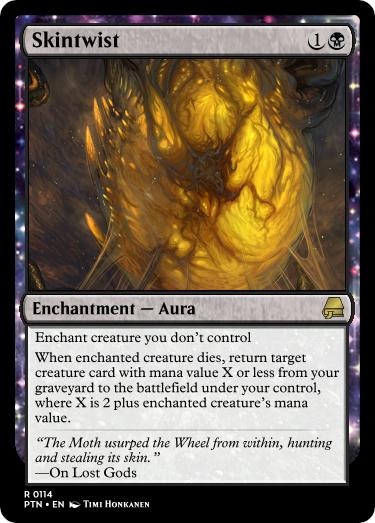 Skintwist 1
Enchantment — Aura
Enchant creature you don't control
When enchanted creature dies, return target
creature card with mana value X or less from your
graveyard to the battlefield under your control,
where X is 2 plus enchanted creature's mana
value.
"The Moth usurped the Wheel from within, hunting
and stealing its skin."
—On Lost Gods
R 0114
PTN • EN Timi Honkanen